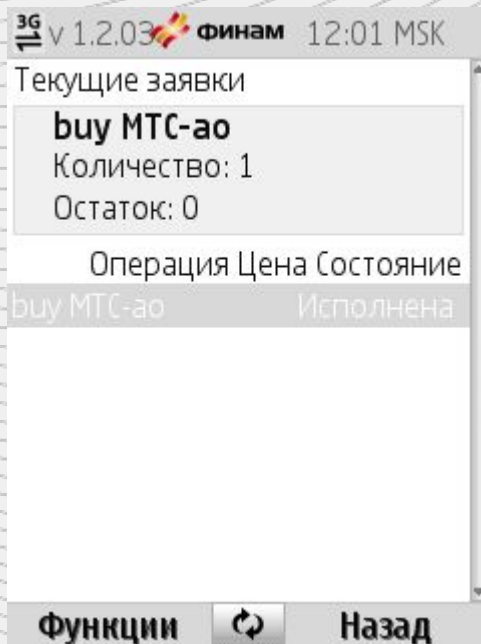 3G v 1.2.03 финам 12:01 MSK
Текущие заявки
buy МТС-ао
Количество: 1
Остаток: 0
Операция Цена Состояние
buy МТС-ао Исполнена
Функции Назад